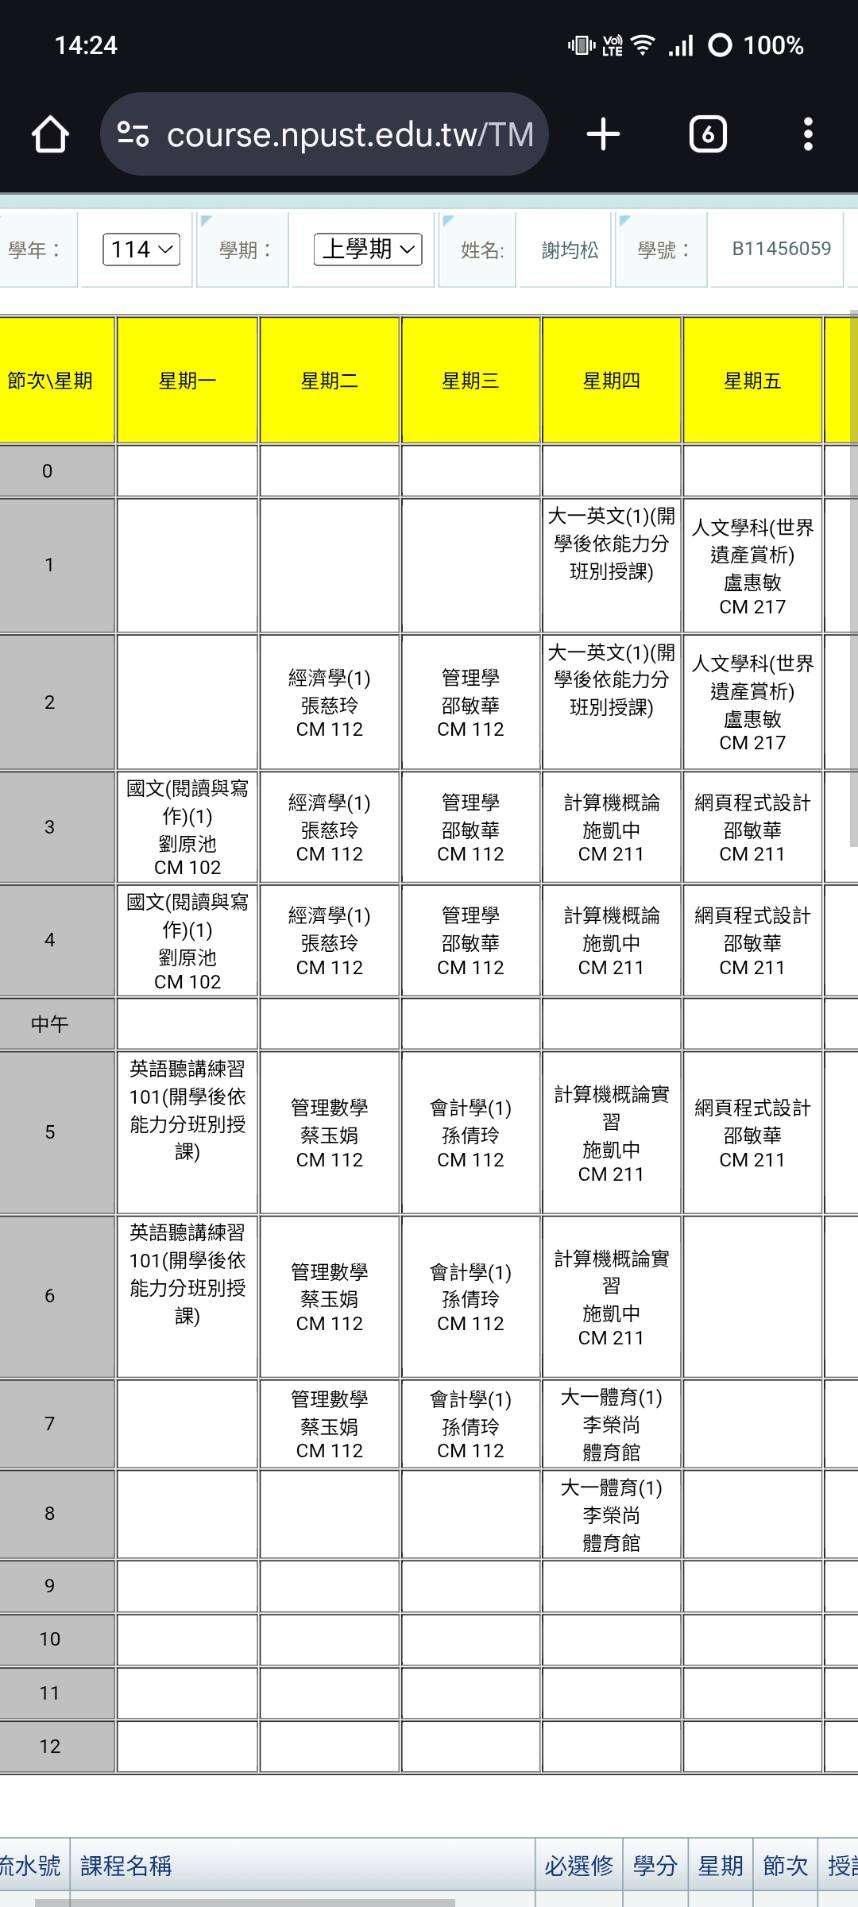 14:24
Vo) LTE 100%
course.npust.edu.tw/TM
6
學年： 114 學期： 上學期 姓名: 謝均松 學號： B11456059
節次\星期 星期一 星期二 星期三 星期四 星期五
0
1
大一英文(1)(開
學後依能力分
班別授課)
人文學科(世界
遺產賞析)
盧惠敏
CM 217
2
經濟學(1)
張慈玲
CM 112
管理學
邵敏華
CM 112
大一英文(1)(開
學後依能力分
班別授課)
人文學科(世界
遺產賞析)
盧惠敏
CM 217
3
國文(閱讀與寫
作)(1)
劉原池
CM 102
經濟學(1)
張慈玲
CM 112
管理學
邵敏華
CM 112
計算機概論
施凱中
CM 211
網頁程式設計
邵敏華
CM 211
4
國文(閱讀與寫
作)(1)
劉原池
CM 102
經濟學(1)
張慈玲
CM 112
管理學
邵敏華
CM 112
計算機概論
施凱中
CM 211
網頁程式設計
邵敏華
CM 211
中午
5
英語聽講練習
101(開學後依
能力分班別授
課)
管理數學
蔡玉娟
CM 112
會計學(1)
孫倩玲
CM 112
計算機概論實
習
施凱中
CM 211
網頁程式設計
邵敏華
CM 211
6
英語聽講練習
101(開學後依
能力分班別授
課)
管理數學
蔡玉娟
CM 112
會計學(1)
孫倩玲
CM 112
計算機概論實
習
施凱中
CM 211
7
管理數學
蔡玉娟
CM 112
會計學(1)
孫倩玲
CM 112
大一體育(1)
李榮尚
體育館
8
大一體育(1)
李榮尚
體育館
9
10
11
12
流水號 課程名稱 必選修 學分 星期 節次 授